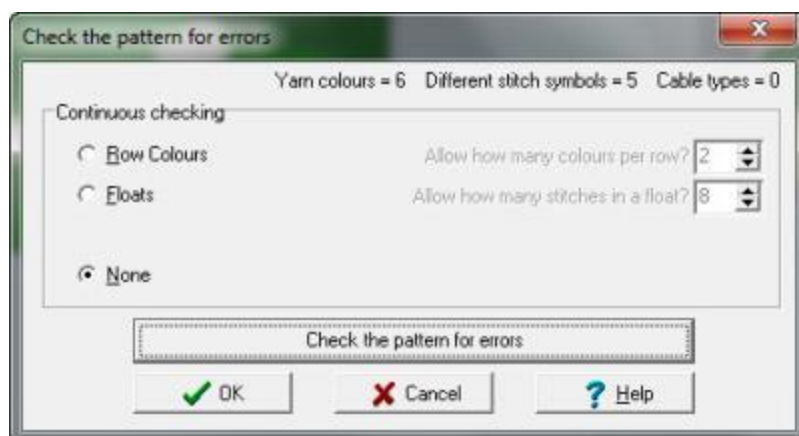 Check the pattern for errors
Yarn colours = 6 Different stitch symbols = 5 Cable types = 0
Continuous checking
Row Colours Allow how many colours per row? 2
Floats Allow how many stitches in a float? 8
None
Check the pattern for errors
OK Cancel Help